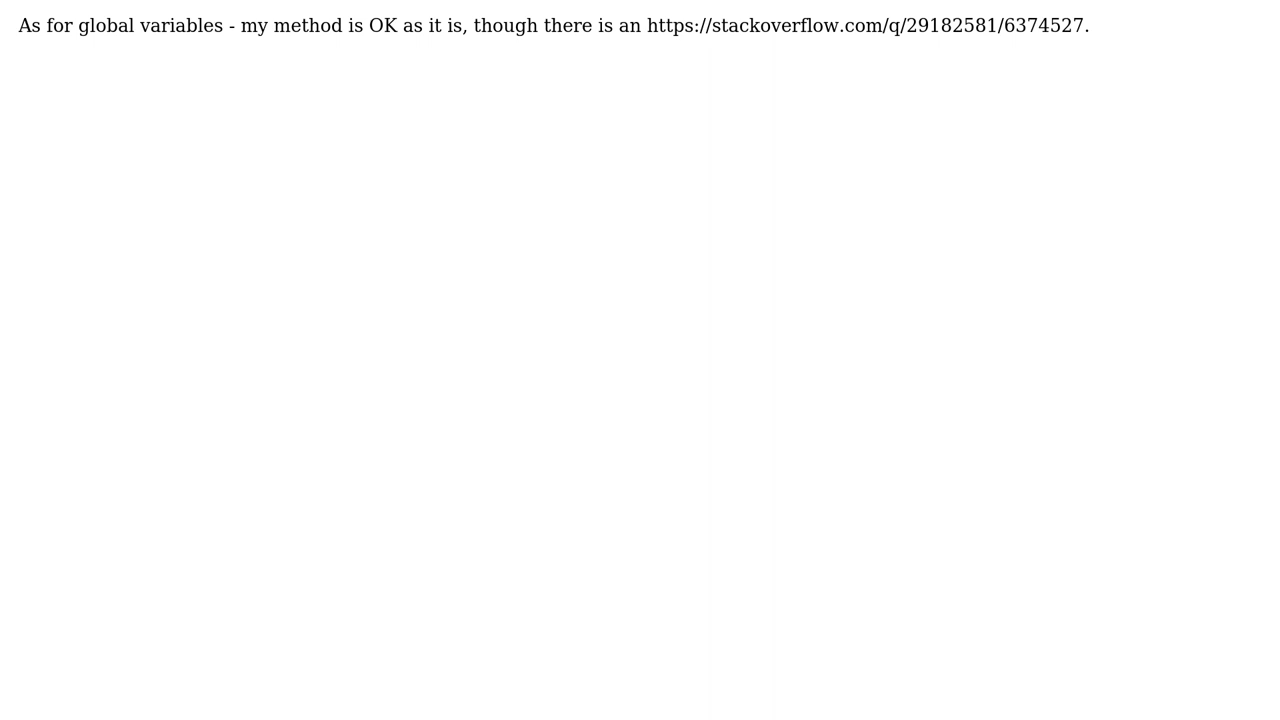 As for global variables - my method is OK as it is, though there is an https://stackoverflow.com/q/29182581/6374527.